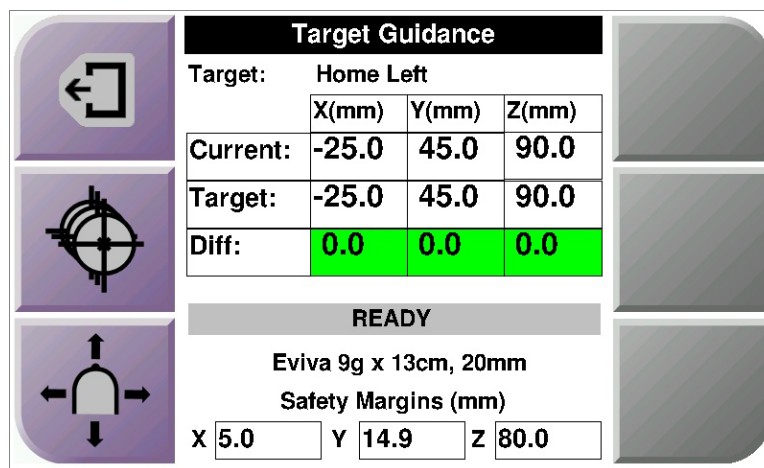 Target Guidance
Target: Home Left
X(mm) Y(mm) Z(mm)
Current: -25.0 45.0 90.0
Target: -25.0 45.0 90.0
Diff: 0.0 0.0 0.0
READY
Eviva 9g x 13cm, 20mm
Safety Margins (mm)
X 5.0 Y 14.9 Z 80.0